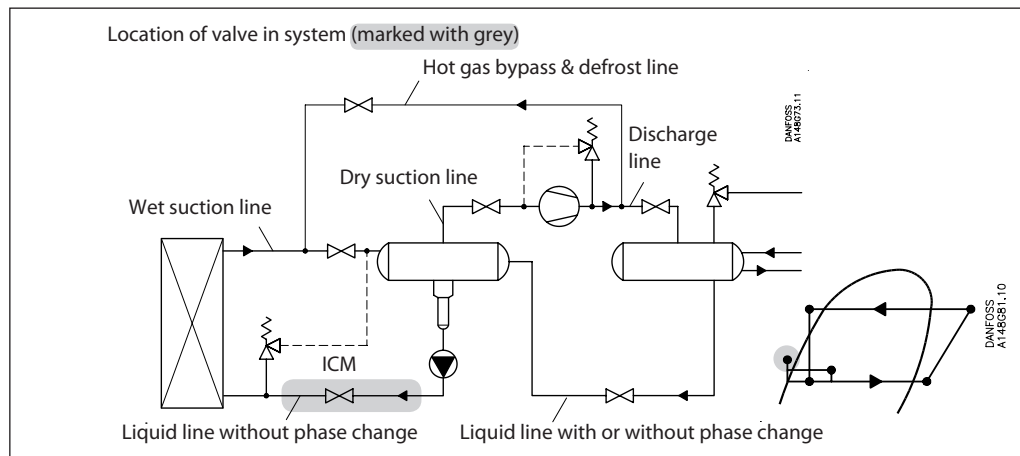 Location of valve in system (marked with grey)
Hot gas bypass & defrost line
Discharge
line
Dry suction line
Wet suction line
ICM
Liquid line without phase change
Liquid line with or without phase change
DANFOSS
A148G73.11
DANFOSS
A148G81.10